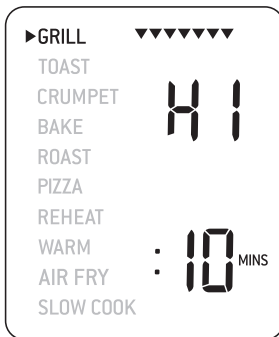 ►GRILL ▼▼▼▼▼▼▼
TOAST
CRUMPET
HI
BAKE
ROAST
PIZZA
REHEAT
WARM
:10 MINS
AIR FRY
SLOW COOK